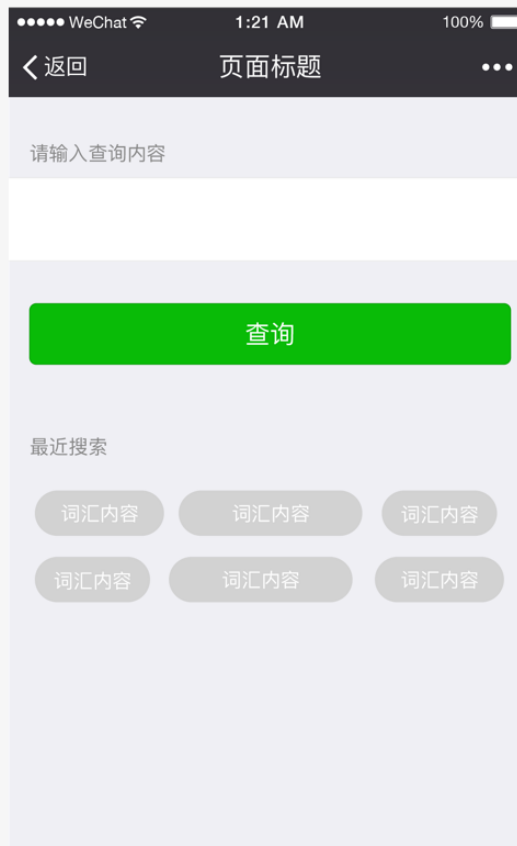 ●●●●● WeChat 1:21 AM 100%
返回 页面标题 •••
请输入查询内容
查询
最近搜索
词汇内容 词汇内容 词汇内容
词汇内容 词汇内容 词汇内容